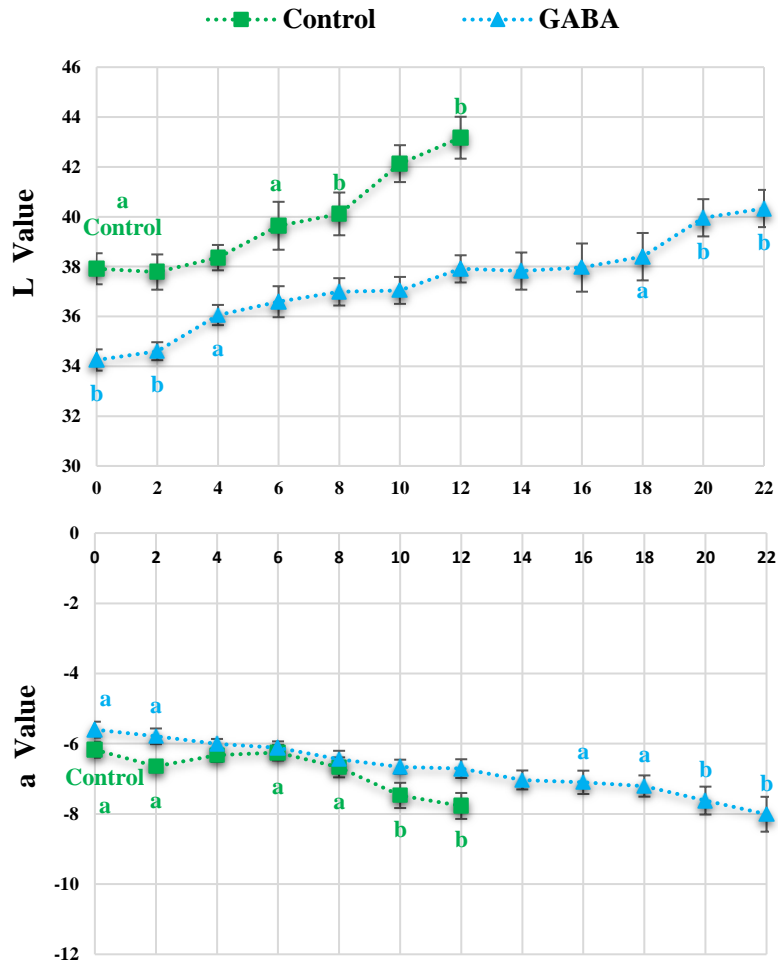 Control GABA
46
b
44
a b
42
a
Control
40
b b
38
a
36
a
34
b b
32
30
0 2 4 6 8 10 12 14 16 18 20 22
L Value
0
0 2 4 6 8 10 12 14 16 18 20 22
-2
-4
a a
-6
a a b b
Control
a a a a
-8
b b
-10
-12
a Value